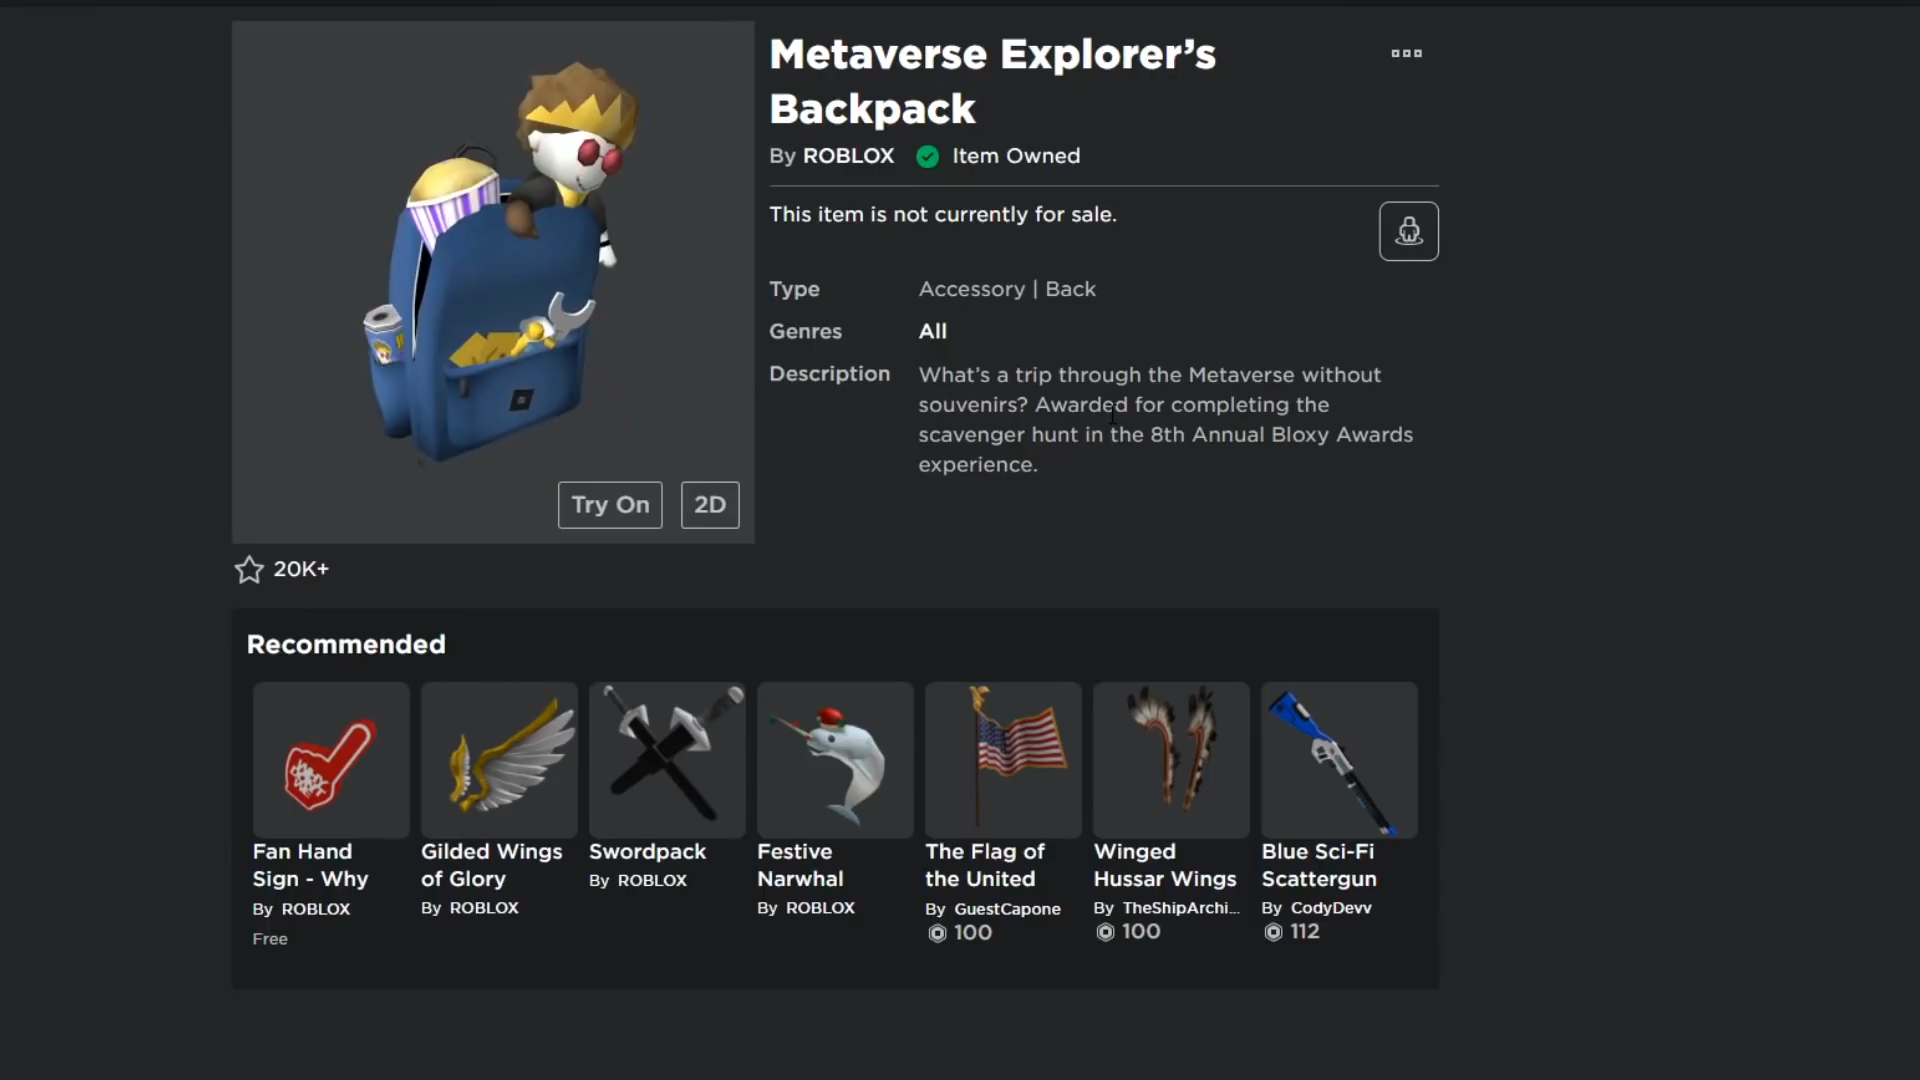 Metaverse Explorer’s
Backpack
By ROBLOX Item Owned
This item is not currently for sale.
Type Accessory | Back
Genres All
Description What’s a trip through the Metaverse without
souvenirs? Awarded for completing the
scavenger hunt in the 8th Annual Bloxy Awards
experience.
Try On 2D
20K+
Recommended
Fan Hand
Sign - Why
By ROBLOX
Free
Gilded Wings
of Glory
By ROBLOX
Swordpack
By ROBLOX
Festive
Narwhal
By ROBLOX
The Flag of
the United
By GuestCapone
100
Winged
Hussar Wings
By TheShipArchi...
100
Blue Sci-Fi
Scattergun
By CodyDevv
112